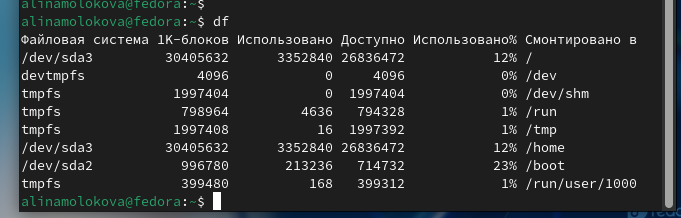 alinamolokova@fedora:~$
alinamolokova@fedora:~$ df
Файловая система 1K-блоков Использовано Доступно Использовано% Смонтировано в
/dev/sda3 30405632 3352840 26836472 12% /
devtmpfs 4096 0 4096 0% /dev
tmpfs 1997404 0 1997404 0% /dev/shm
tmpfs 798964 4636 794328 1% /run
tmpfs 1997408 16 1997392 1% /tmp
/dev/sda3 30405632 3352840 26836472 12% /home
/dev/sda2 996780 213236 714732 23% /boot
tmpfs 399480 168 399312 1% /run/user/1000
alinamolokova@fedora:~$